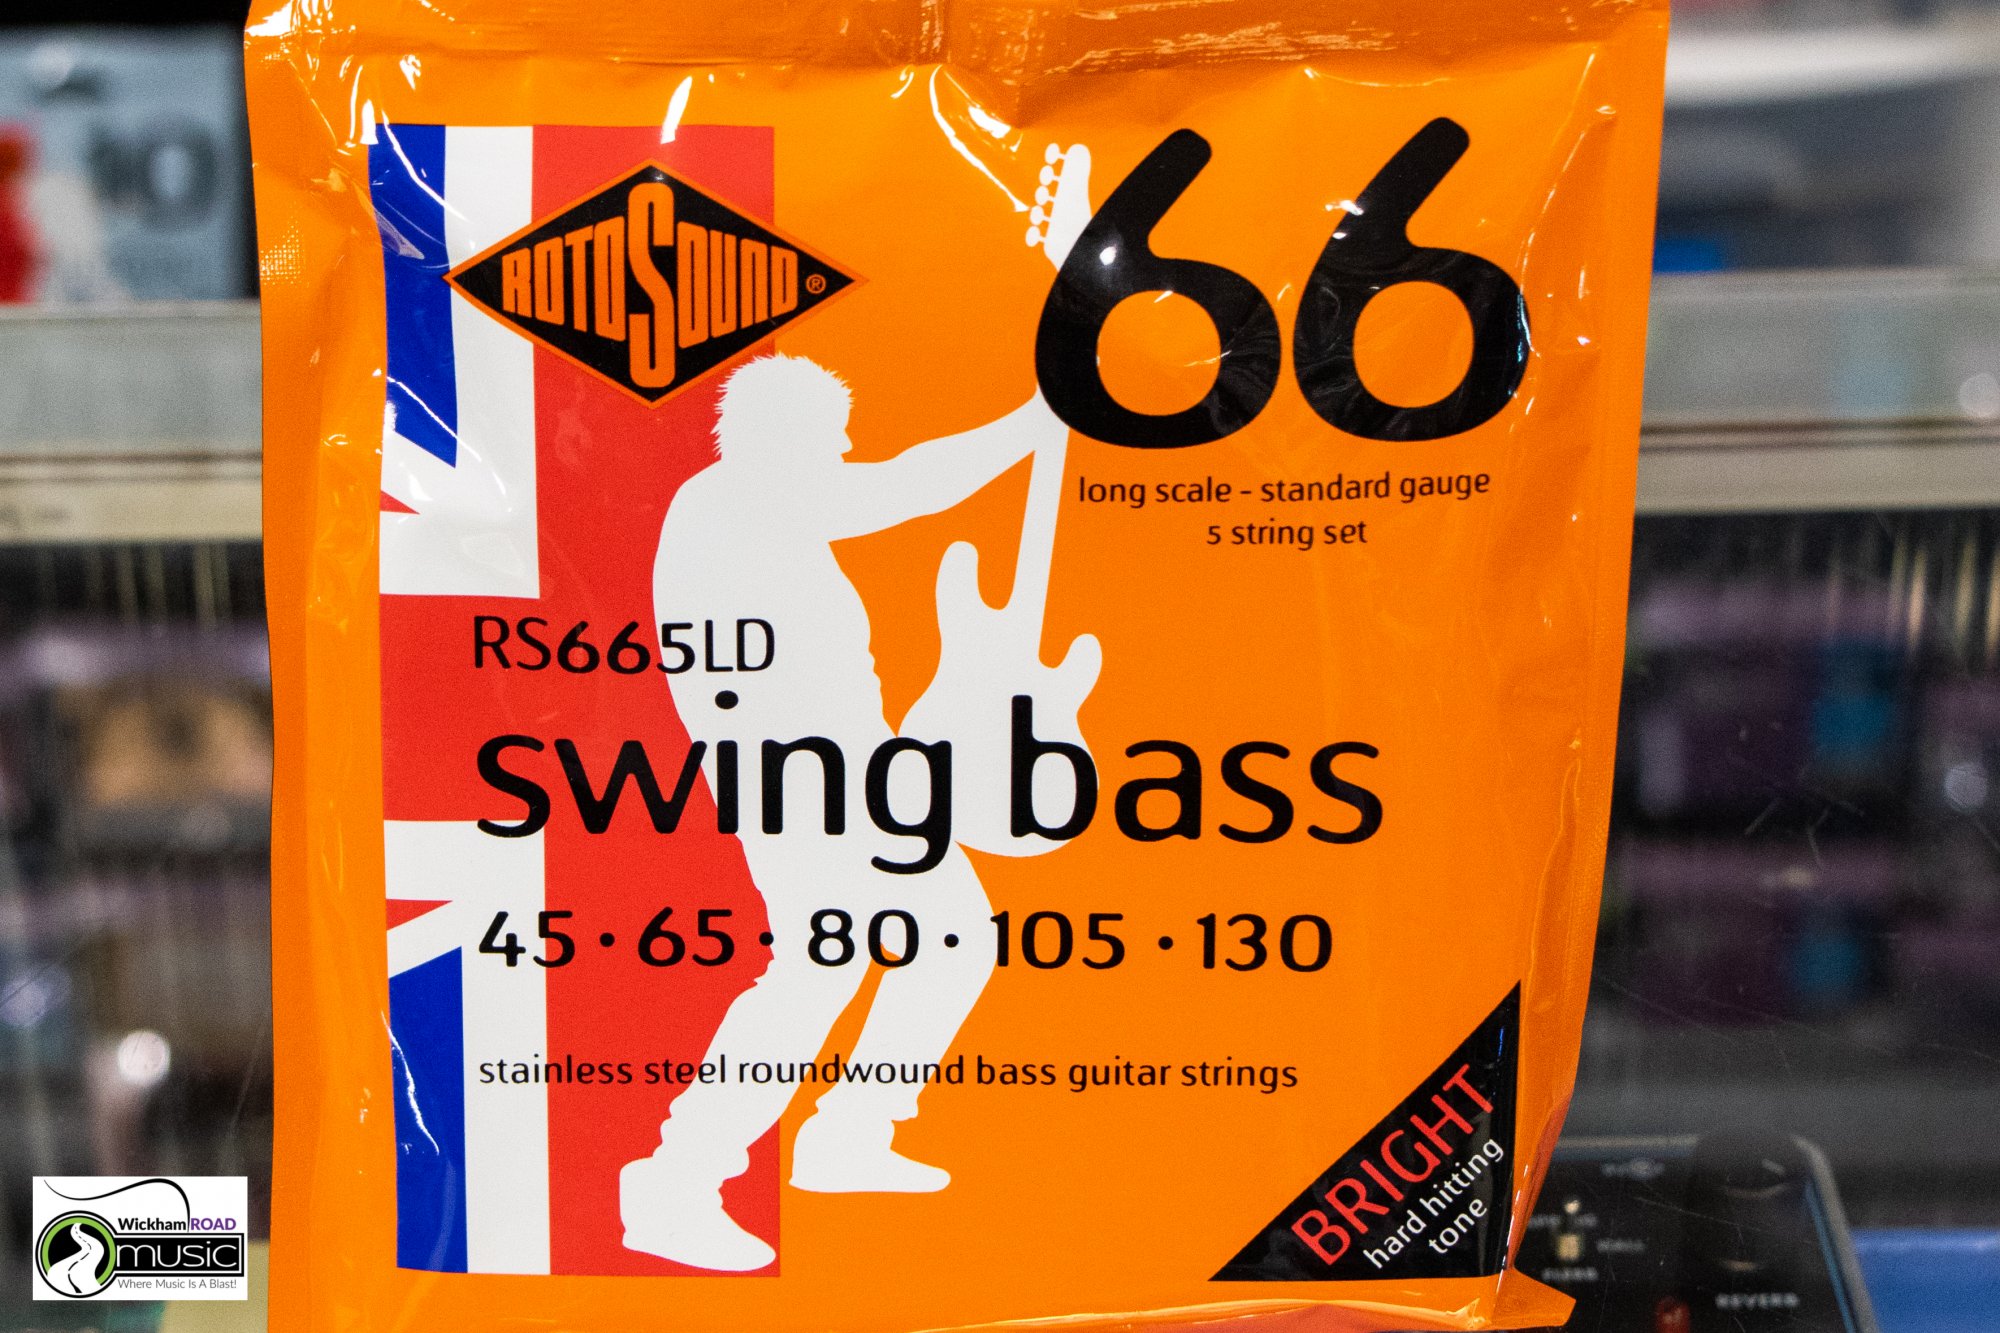 ROTOSOUND®
66
long scale - standard gauge
5 string set
RS665LD
swing bass
45 · 65 · 80 · 105 · 130
stainless steel roundwound bass guitar strings
BRIGHT
hard hitting
tone
Wickham ROAD
music
Where Music Is A Blast!
REVERB